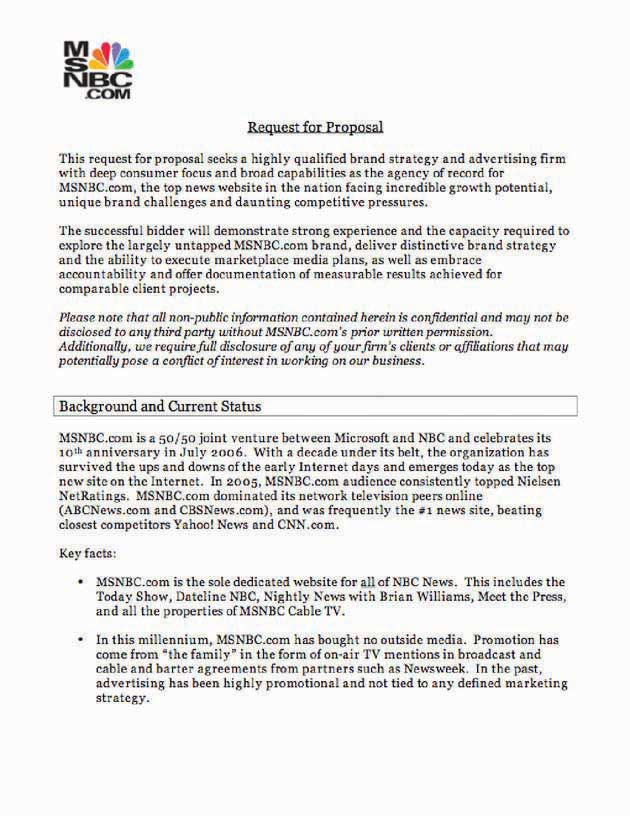 MS
NBC
.COM
Request for Proposal
This request for proposal seeks a highly qualified brand strategy and advertising firm
with deep consumer focus and broad capabilities as the agency of record for
MSNBC.com, the top news website in the nation facing incredible growth potential,
unique brand challenges and daunting competitive pressures.
The successful bidder will demonstrate strong experience and the capacity required to
explore the largely untapped MSNBC.com brand, deliver distinctive brand strategy
and the ability to execute marketplace media plans, as well as embrace
accountability and offer documentation of measurable results achieved for
comparable client projects.
Please note that all non-public information contained herein is confidential and may not be
disclosed to any third party without MSNBC.com's prior written permission.
Additionally, we require full disclosure of any of your firm's clients or affiliations that may
potentially pose a conflict of interest in working on our business.
Background and Current Status
MSNBC.com is a 50/50 joint venture between Microsoft and NBC and celebrates its
10th anniversary in July 2006. With a decade under its belt, the organization has
survived the ups and downs of the early Internet days and emerges today as the top
new site on the Internet. In 2005, MSNBC.com audience consistently topped Nielsen
NetRatings. MSNBC.com dominated its network television peers online
(ABCNews.com and CBSNews.com), and was frequently the #1 news site, beating
closest competitors Yahoo! News and CNN.com.
Key facts:
• MSNBC.com is the sole dedicated website for all of NBC News. This includes the
Today Show, Dateline NBC, Nightly News with Brian Williams, Meet the Press,
and all the properties of MSNBC Cable TV.
• In this millennium, MSNBC.com has bought no outside media. Promotion has
come from "the family" in the form of on-air TV mentions in broadcast and
cable and barter agreements from partners such as Newsweek. In the past,
advertising has been highly promotional and not tied to any defined marketing
strategy.